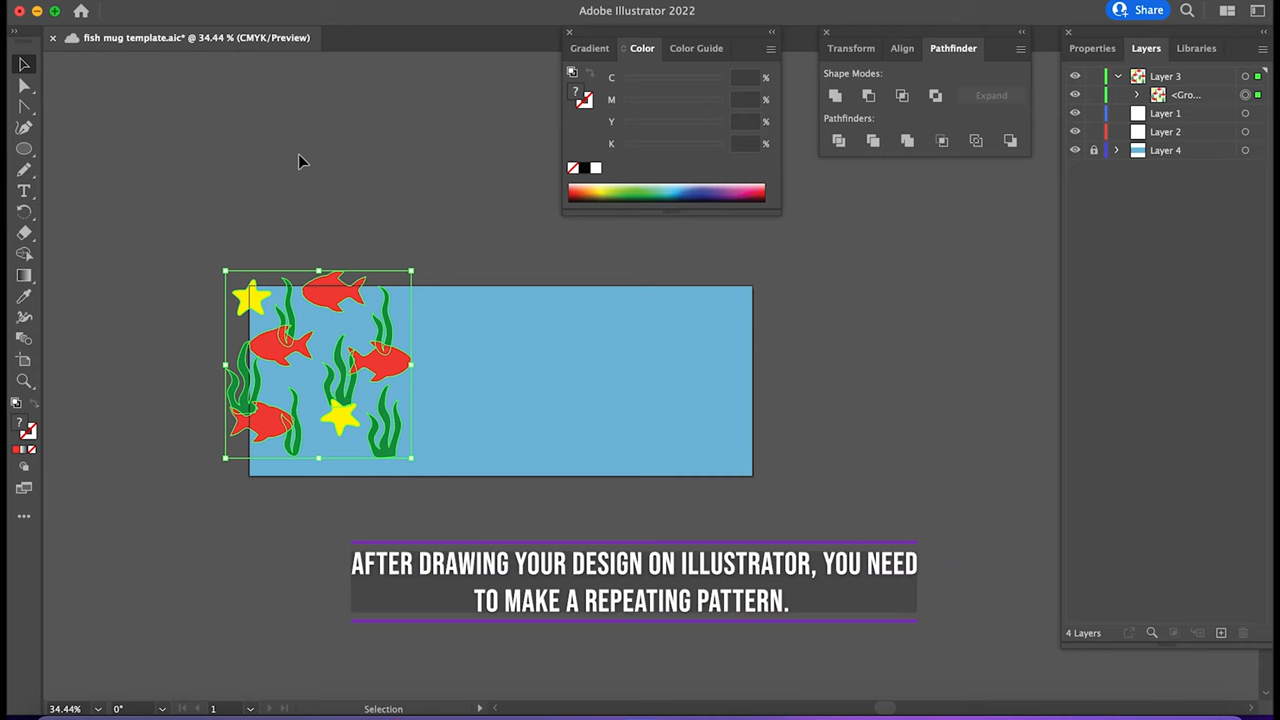 Adobe Illustrator 2022
Share
fish mug template.aic* @ 34.44 % (CMYK/Preview)
Gradient
Color
Color Guide
Transform
Align
Pathfinder
Properties
Layers
Libraries
C %
M %
Y %
K %
?
Shape Modes:
Expand
Pathfinders:
Layer 3
<Gro...
Layer 1
Layer 2
Layer 4
?
AFTER DRAWING YOUR DESIGN ON ILLUSTRATOR, YOU NEED
TO MAKE A REPEATING PATTERN.
4 Layers
34.44%
0°
1
Selection